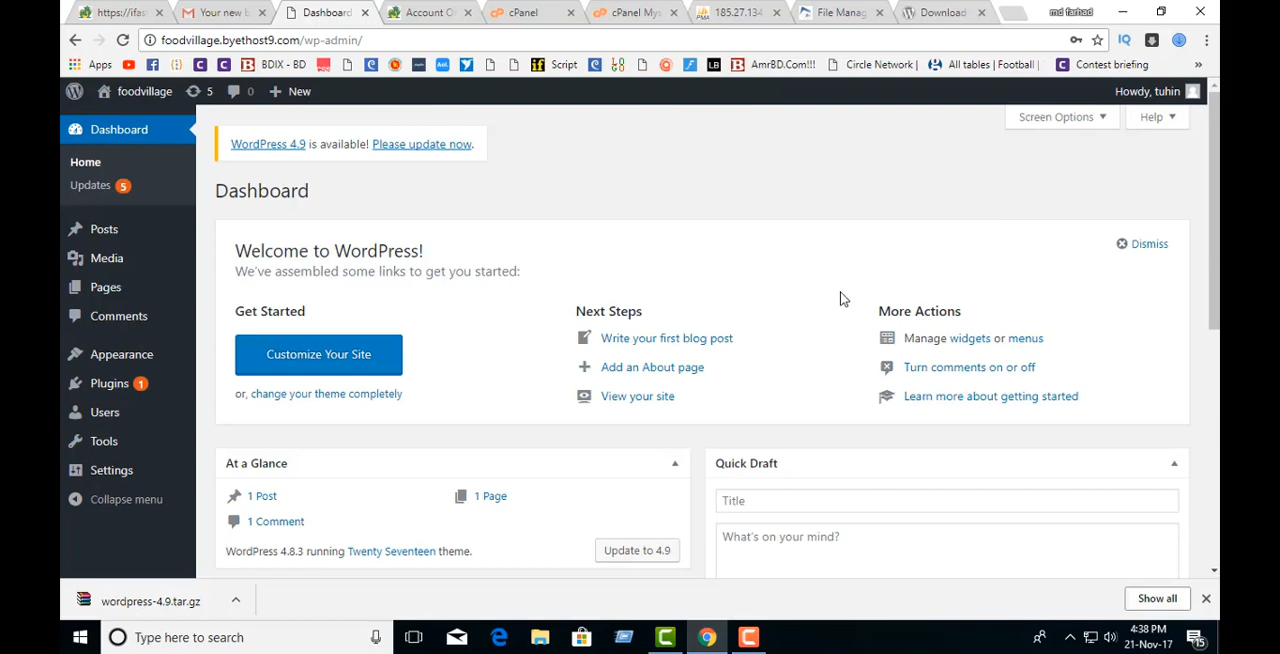 https://ifas
Your new b
Dashboard
Account O
cPanel
cPanel Mys
185.27.134
File Manag
Download
md farhad
foodvillage.byethost9.com/wp-admin/
IQ
Apps
BDIX - BD
if Script
LB
AmrBD.Com!!!
Circle Network |
All tables | Football |
Contest briefing
»
foodvillage 5 0 New
Howdy, tuhin
Dashboard
Home
Updates 5
Posts
Media
Pages
Comments
Appearance
Plugins 1
Users
Tools
Settings
Collapse menu
Screen Options
Help
WordPress 4.9 is available! Please update now.
Dashboard
Welcome to WordPress!
We've assembled some links to get you started:
Dismiss
Get Started
Customize Your Site
or, change your theme completely
Next Steps
Write your first blog post
Add an About page
View your site
More Actions
Manage widgets or menus
Turn comments on or off
Learn more about getting started
At a Glance
1 Post
1 Page
1 Comment
WordPress 4.8.3 running Twenty Seventeen theme.
Update to 4.9
Quick Draft
Title
What's on your mind?
wordpress-4.9.tar.gz
Show all
Type here to search
4:38 PM
21-Nov-17
15